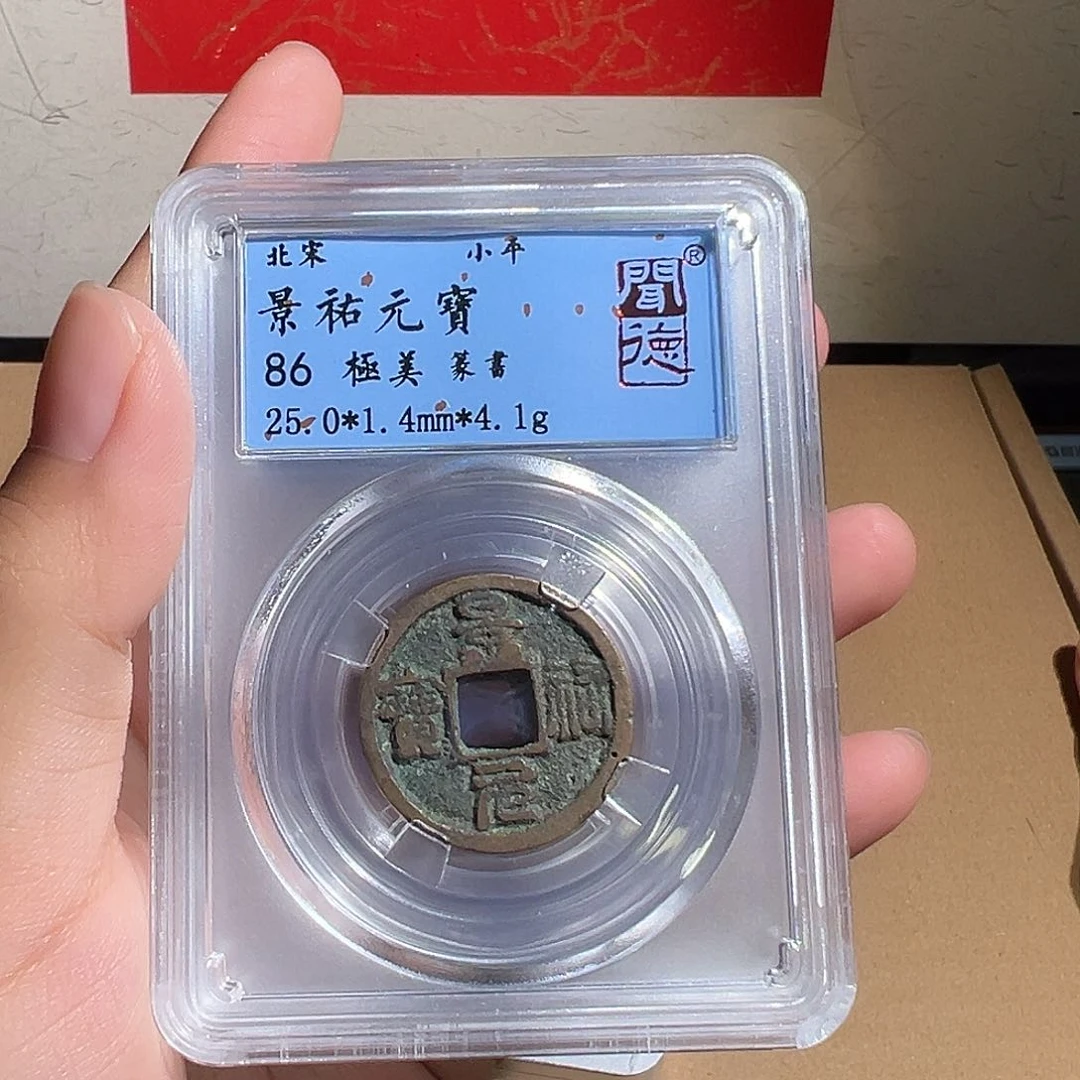 北宋 小平
景祐元寶
86 極美 篆書
25.0*1.4mm*4.1g
聞德®
景祐元寶